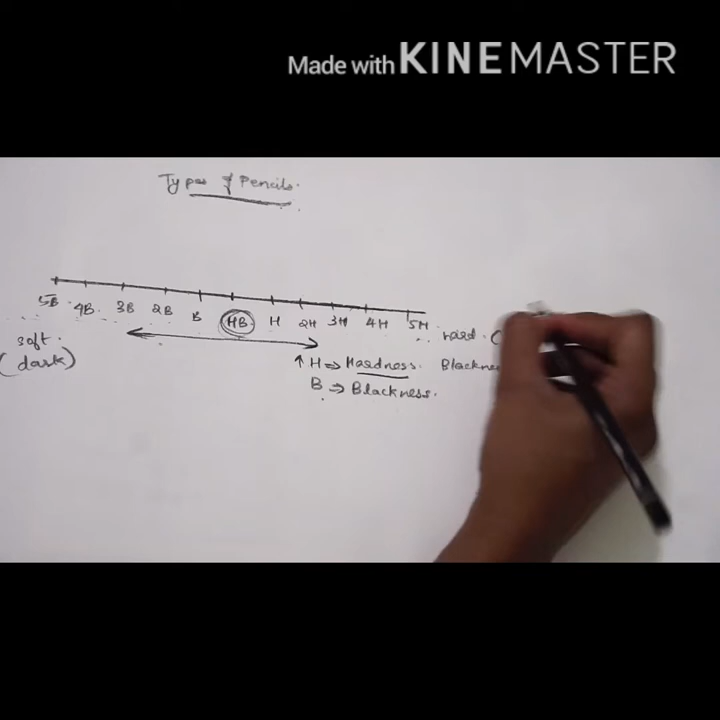 Made with KINEMASTER
Types of Pencils.
5B 4B 3B 2B B HB H 2H 3H 4H 5H
soft. Hard. (
(dark)
↑ H ⇒ Hardness. Blackne
B ⇒ Blackness.